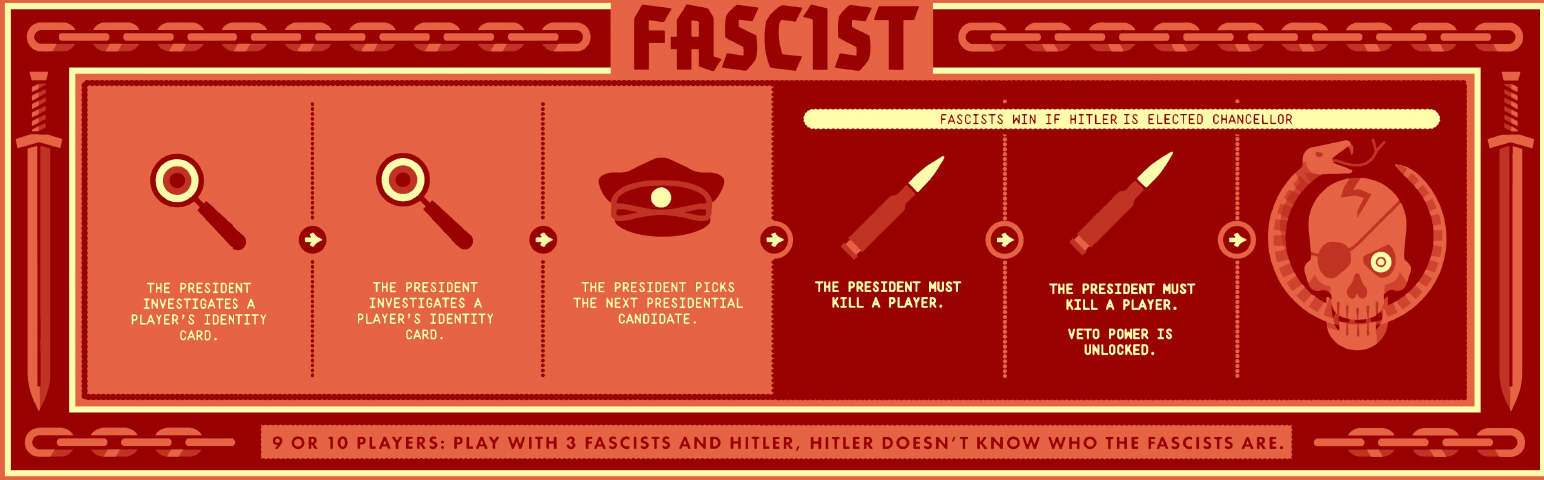 FASCIST
FASCISTS WIN IF HITLER IS ELECTED CHANCELLOR
THE PRESIDENT
INVESTIGATES A
PLAYER'S IDENTITY
CARD.
THE PRESIDENT
INVESTIGATES A
PLAYER'S IDENTITY
CARD.
THE PRESIDENT PICKS
THE NEXT PRESIDENTIAL
CANDIDATE.
THE PRESIDENT MUST
KILL A PLAYER.
THE PRESIDENT MUST
KILL A PLAYER.
VETO POWER IS
UNLOCKED.
9 OR 10 PLAYERS: PLAY WITH 3 FASCISTS AND HITLER, HITLER DOESN'T KNOW WHO THE FASCISTS ARE.